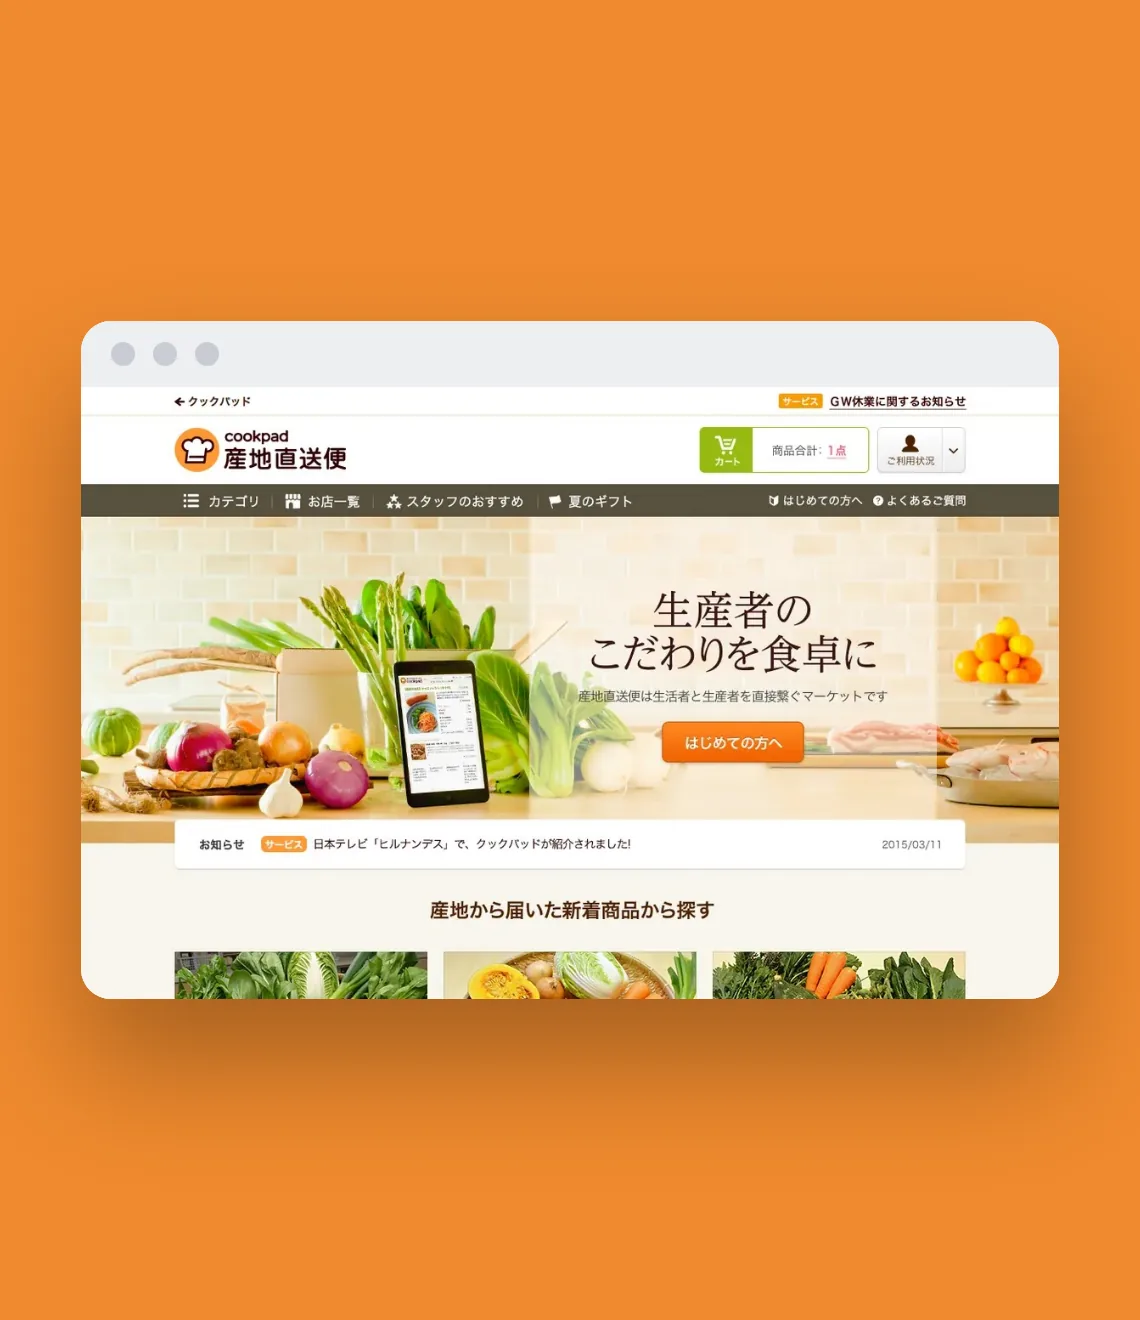 クックパッド
サービス GW休業に関するお知らせ
cookpad
産地直送便
カート
商品合計: 1点
ご利用状況
カテゴリ お店一覧 スタッフのおすすめ 夏のギフト はじめての方へ よくあるご質問
生産者の
こだわりを食卓に
産地直送便は生活者と生産者を直接繋ぐマーケットです
はじめての方へ
お知らせ サービス 日本テレビ「ヒルナンデス」で、クックパッドが紹介されました! 2015/03/11
産地から届いた新着商品から探す